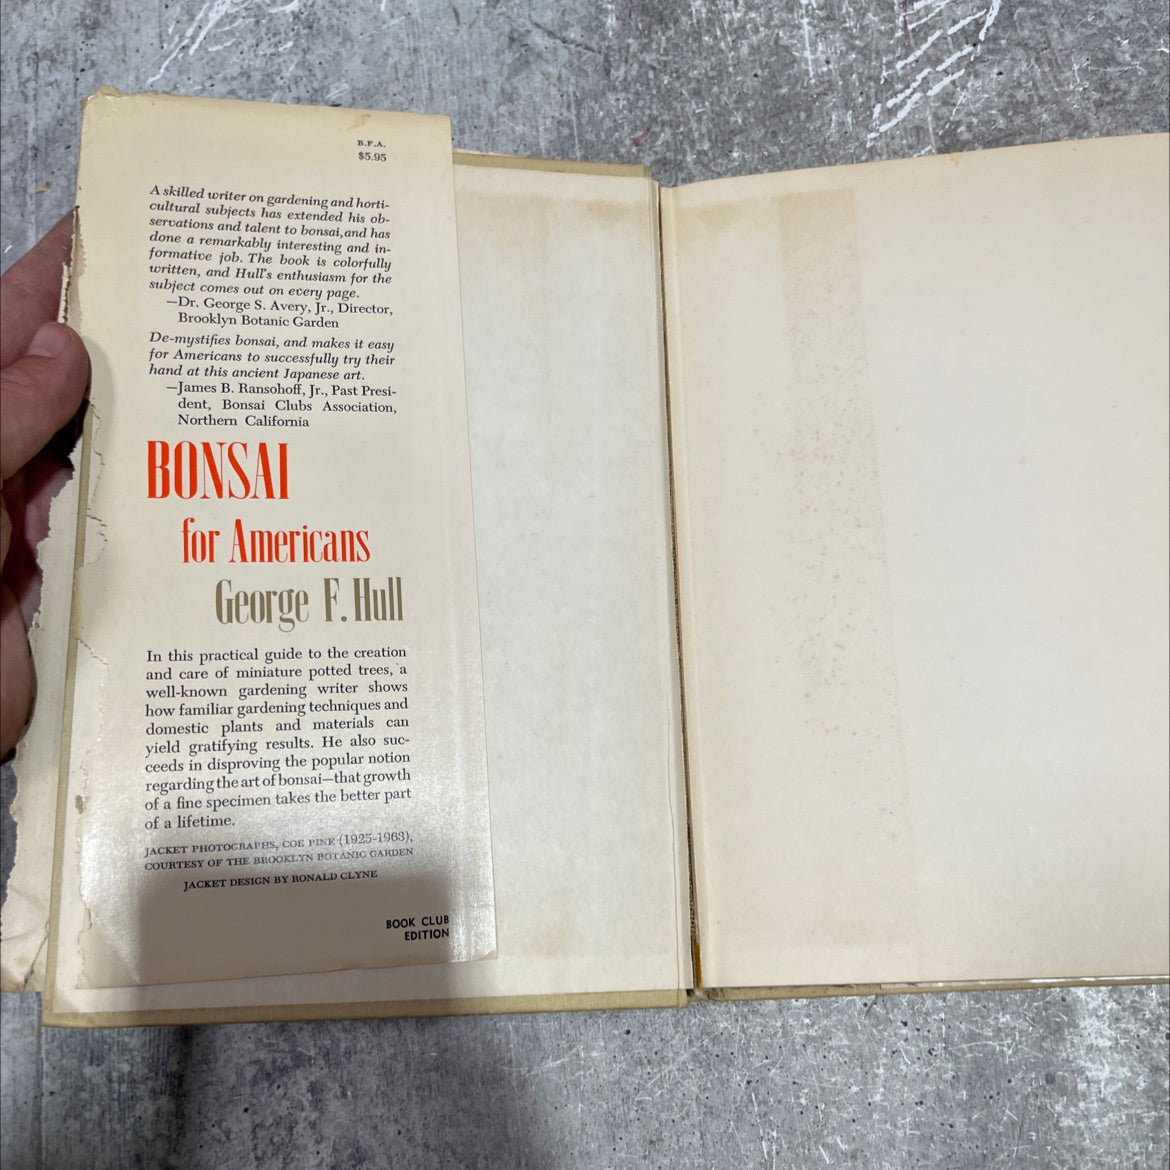 B.F.A.
$5.95
A skilled writer on gardening and horti-
cultural subjects has extended his ob-
servations and talent to bonsai, and has
done a remarkably interesting and in-
formative job. The book is colorfully
written, and Hull's enthusiasm for the
subject comes out on every page.
—Dr. George S. Avery, Jr., Director,
Brooklyn Botanic Garden
De-mystifies bonsai, and makes it easy
for Americans to successfully try their
hand at this ancient Japanese art.
—James B. Ransohoff, Jr., Past Presi-
dent, Bonsai Clubs Association,
Northern California
BONSAI
for Americans
George F. Hull
In this practical guide to the creation
and care of miniature potted trees, a
well-known gardening writer shows
how familiar gardening techniques and
domestic plants and materials can
yield gratifying results. He also suc-
ceeds in disproving the popular notion
regarding the art of bonsai—that growth
of a fine specimen takes the better part
of a lifetime.
JACKET PHOTOGRAPHS, COE PINE (1925-1963),
COURTESY OF THE BROOKLYN BOTANIC GARDEN
JACKET DESIGN BY RONALD CLYNE
BOOK CLUB
EDITION